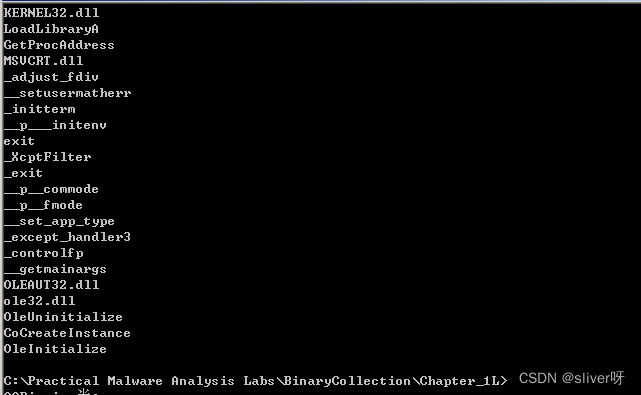 KERNEL32.dll
LoadLibraryA
GetProcAddress
MSVCRT.dll
_adjust_fdiv
__setusermatherr
_initterm
__p___initenv
exit
_XcptFilter
_exit
__p__commode
__p__fmode
__set_app_type
_except_handler3
_controlfp
__getmainargs
OLEAUT32.dll
ole32.dll
OleUninitialize
CoCreateInstance
OleInitialize
C:\Practical Malware Analysis Labs\BinaryCollection\Chapter_1L>
CSDN @sliver呀